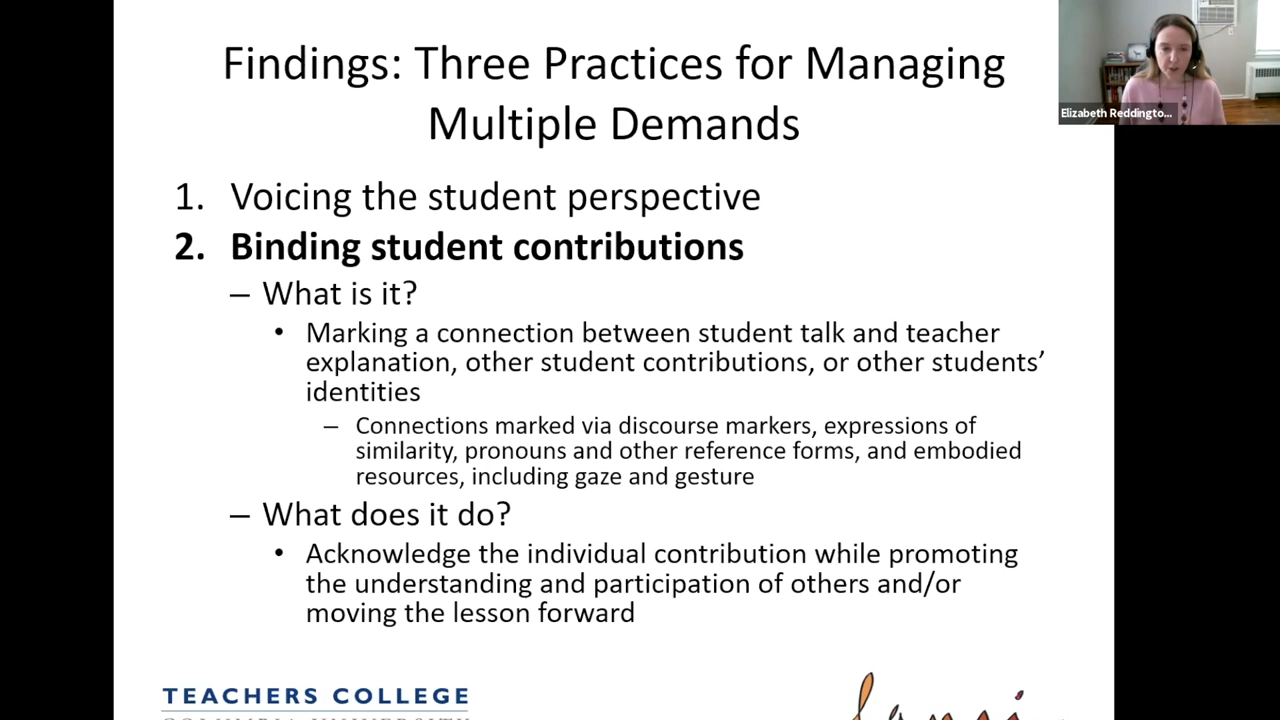 Findings: Three Practices for Managing
Multiple Demands
Elizabeth Reddingto...
1. Voicing the student perspective
2. Binding student contributions
– What is it?
• Marking a connection between student talk and teacher
explanation, other student contributions, or other students’
identities
– Connections marked via discourse markers, expressions of
similarity, pronouns and other reference forms, and embodied
resources, including gaze and gesture
– What does it do?
• Acknowledge the individual contribution while promoting
the understanding and participation of others and/or
moving the lesson forward
TEACHERS COLLEGE
COLUMBIA UNIVERSITY